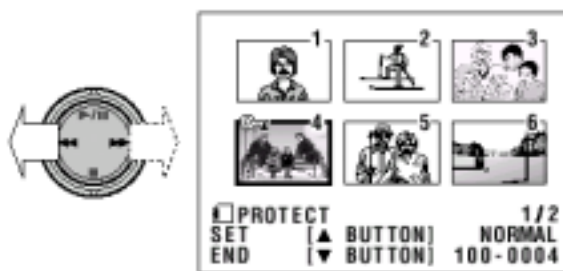 1 2 3
4 5 6
PROTECT 1/2
SET [▲ BUTTON] NORMAL
END [▼ BUTTON] 100-0004